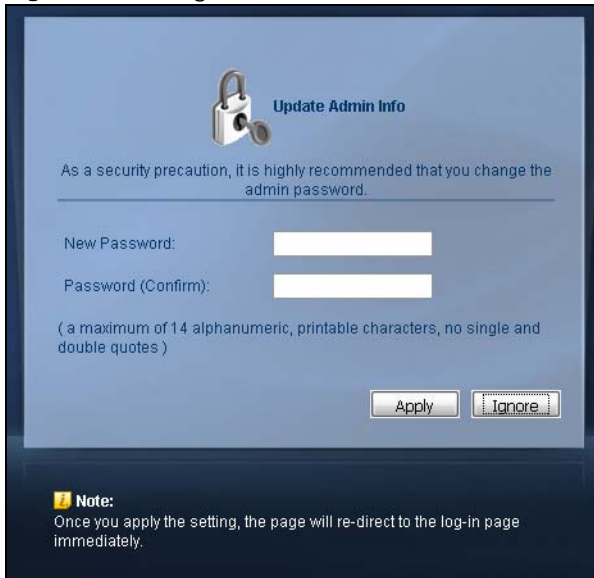 Update Admin Info
As a security precaution, it is highly recommended that you change the
admin password.
New Password:
Password (Confirm):
( a maximum of 14 alphanumeric, printable characters, no single and
double quotes )
Apply Ignore
Note:
Once you apply the setting, the page will re-direct to the log-in page
immediately.